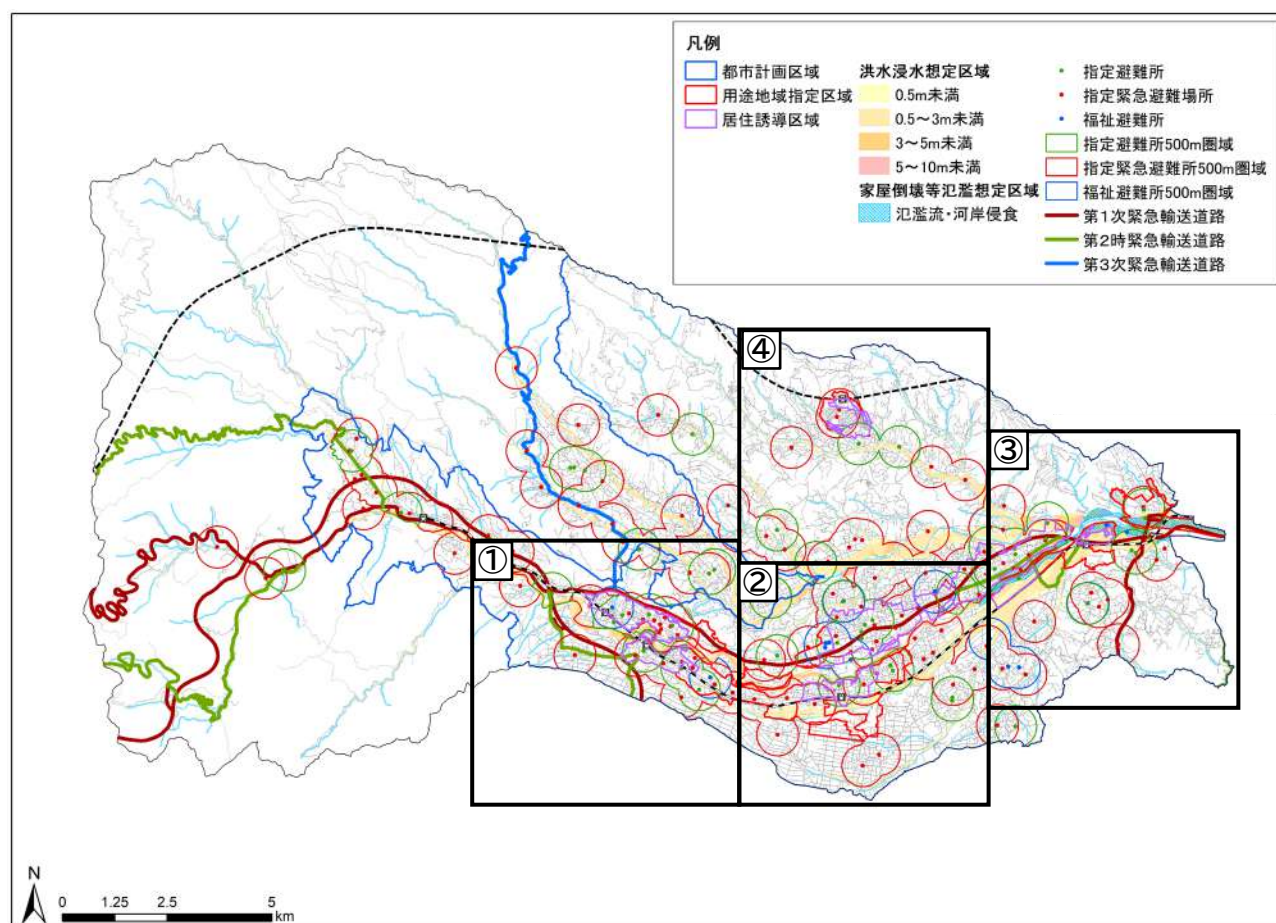 凡例
都市計画区域
用途地域指定区域
居住誘導区域
洪水浸水想定区域
0.5m未満
0.5～3m未満
3～5m未満
5～10m未満
家屋倒壊等氾濫想定区域
氾濫流・河岸侵食
指定避難所
指定緊急避難場所
福祉避難所
指定避難所500m圏域
指定緊急避難所500m圏域
福祉避難所500m圏域
第1次緊急輸送道路
第2時緊急輸送道路
第3次緊急輸送道路
④
③
①
②
N
0 1.25 2.5 5
km